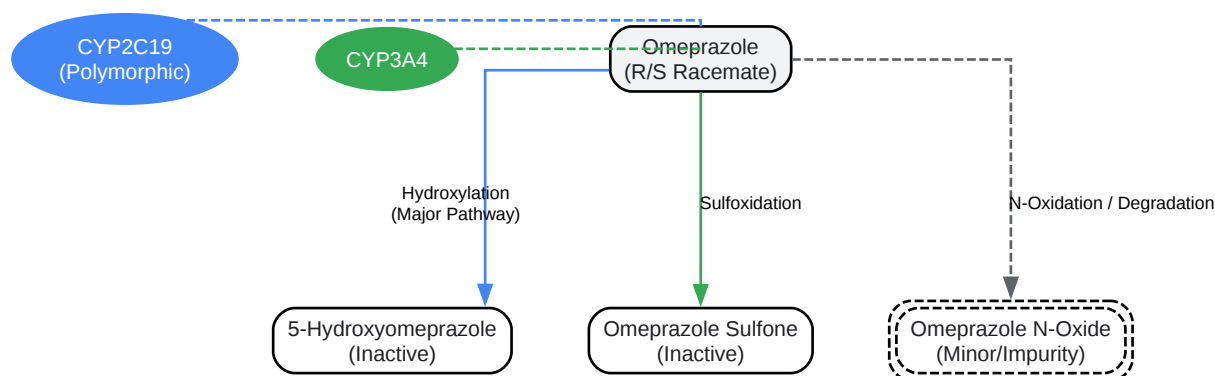 CYP2C19
(Polymorphic)
CYP3A4
Omeprazole
(R/S Racemate)
Hydroxylation
(Major Pathway)
Sulfoxidation
N-Oxidation / Degradation
5-Hydroxyomeprazole
(Inactive)
Omeprazole Sulfone
(Inactive)
Omeprazole N-Oxide
(Minor/Impurity)